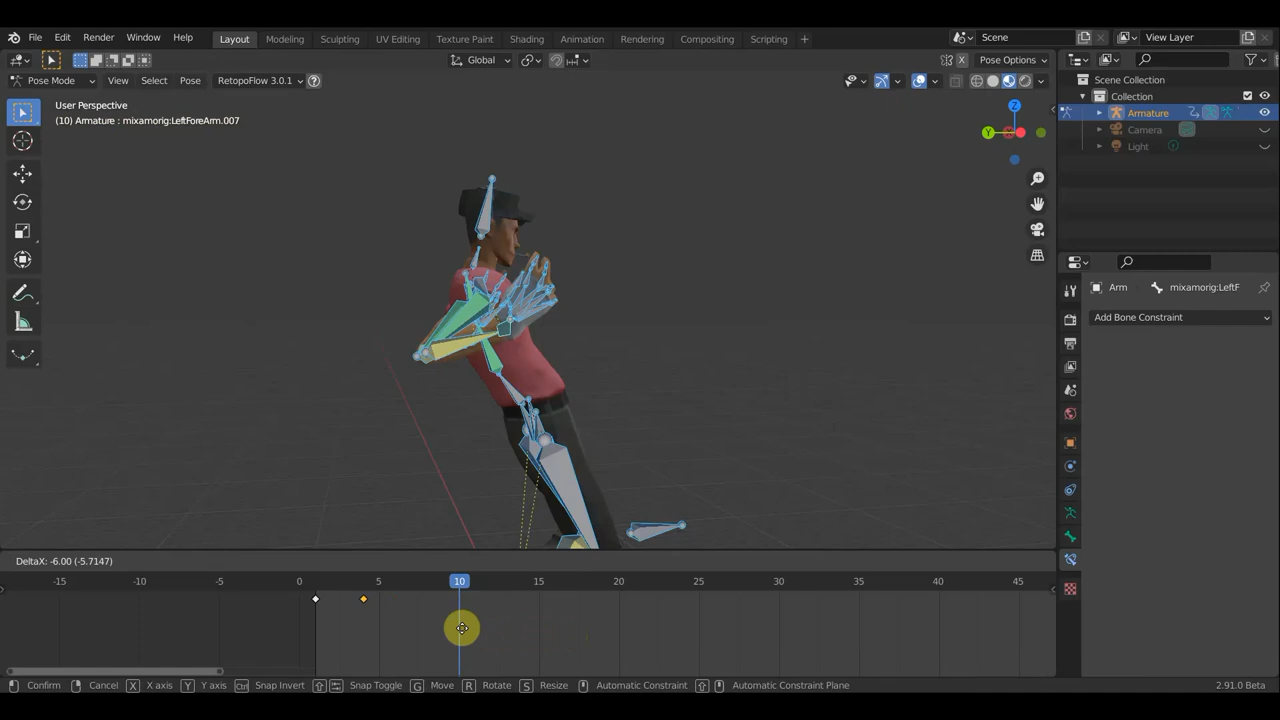 File Edit Render Window Help Layout Modeling Sculpting UV Editing Texture Paint Shading Animation Rendering Compositing Scripting + Scene View Layer
Global Pose Options
Pose Mode View Select Pose RetopoFlow 3.0.1 ? X
Scene Collection
Collection
Armature
Camera
Light
User Perspective
(10) Armature : mixamorig:LeftForeArm.007
Z
Y
Arm mixamorig:LeftF
Add Bone Constraint
DeltaX: -6.00 (-5.7147)
-15 -10 -5 0 5 10 15 20 25 30 35 40 45
Confirm Cancel X X axis Y Y axis Ctrl Snap Invert Snap Toggle G Move R Rotate S Resize Automatic Constraint Automatic Constraint Plane 2.91.0 Beta